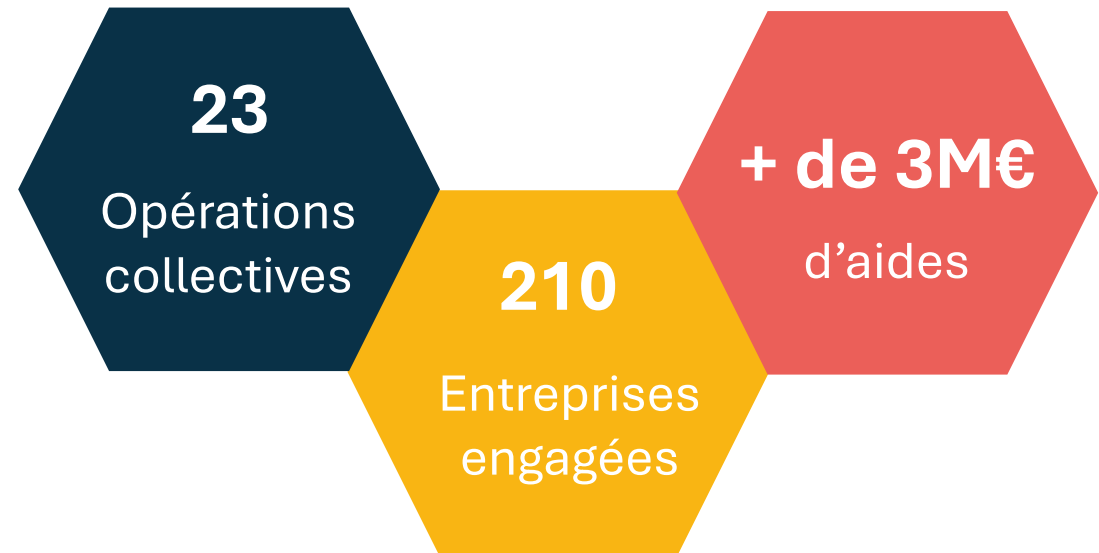 23
Opérations
collectives
210
Entreprises
engagées
+ de 3M€
d’aides